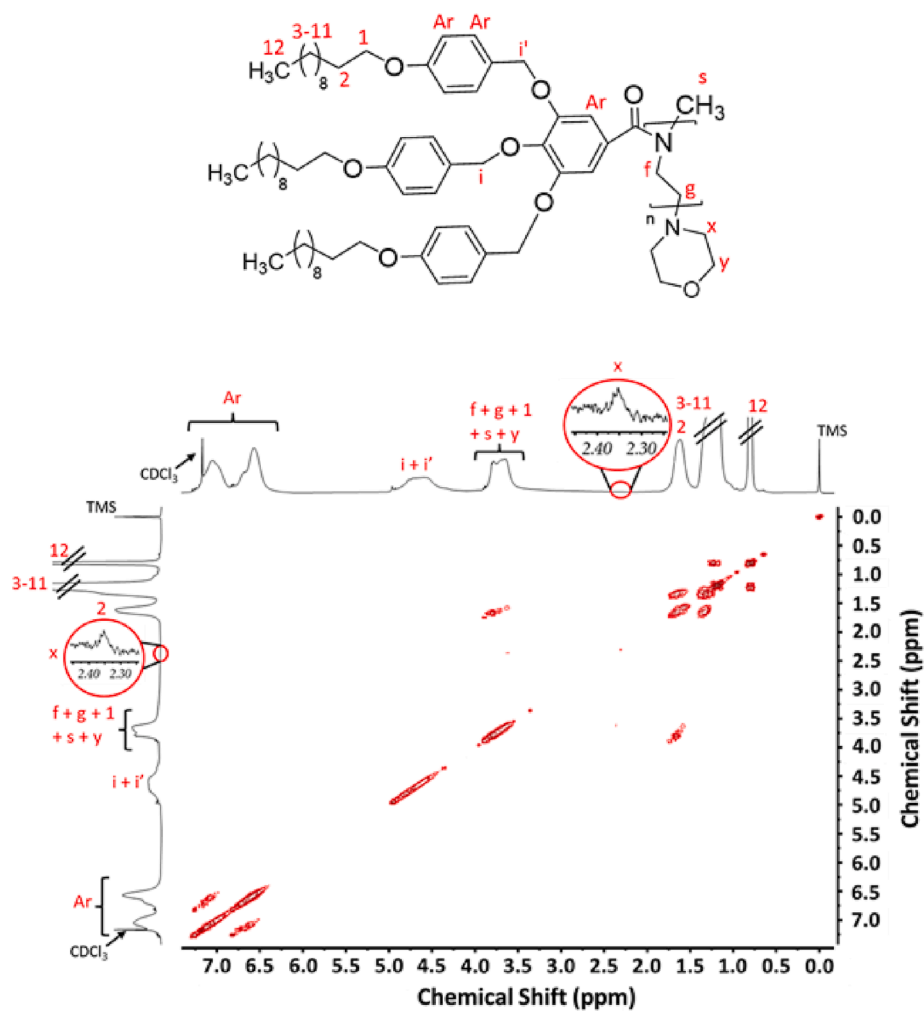 Ar Ar
3-11 1
12 i'
H₃C 8 2 O O s
Ar O CH₃
H₃C 8 O O N
i f
O g
n N x
H₃C 8 O y
O
x
Ar
3-11
f + g + 1 2 12
+ s + y
2.40 2.30
TMS
CDCl₃
i + i'
TMS
12
3-11
2
x
2.40 2.30
f + g + 1
+ s + y
i + i'
Ar
CDCl₃
0.0
0.5
1.0
1.5
2.0
2.5
3.0
3.5
4.0
4.5
5.0
5.5
6.0
6.5
7.0
Chemical Shift (ppm)
7.0 6.5 6.0 5.5 5.0 4.5 4.0 3.5 3.0 2.5 2.0 1.5 1.0 0.5 0.0
Chemical Shift (ppm)